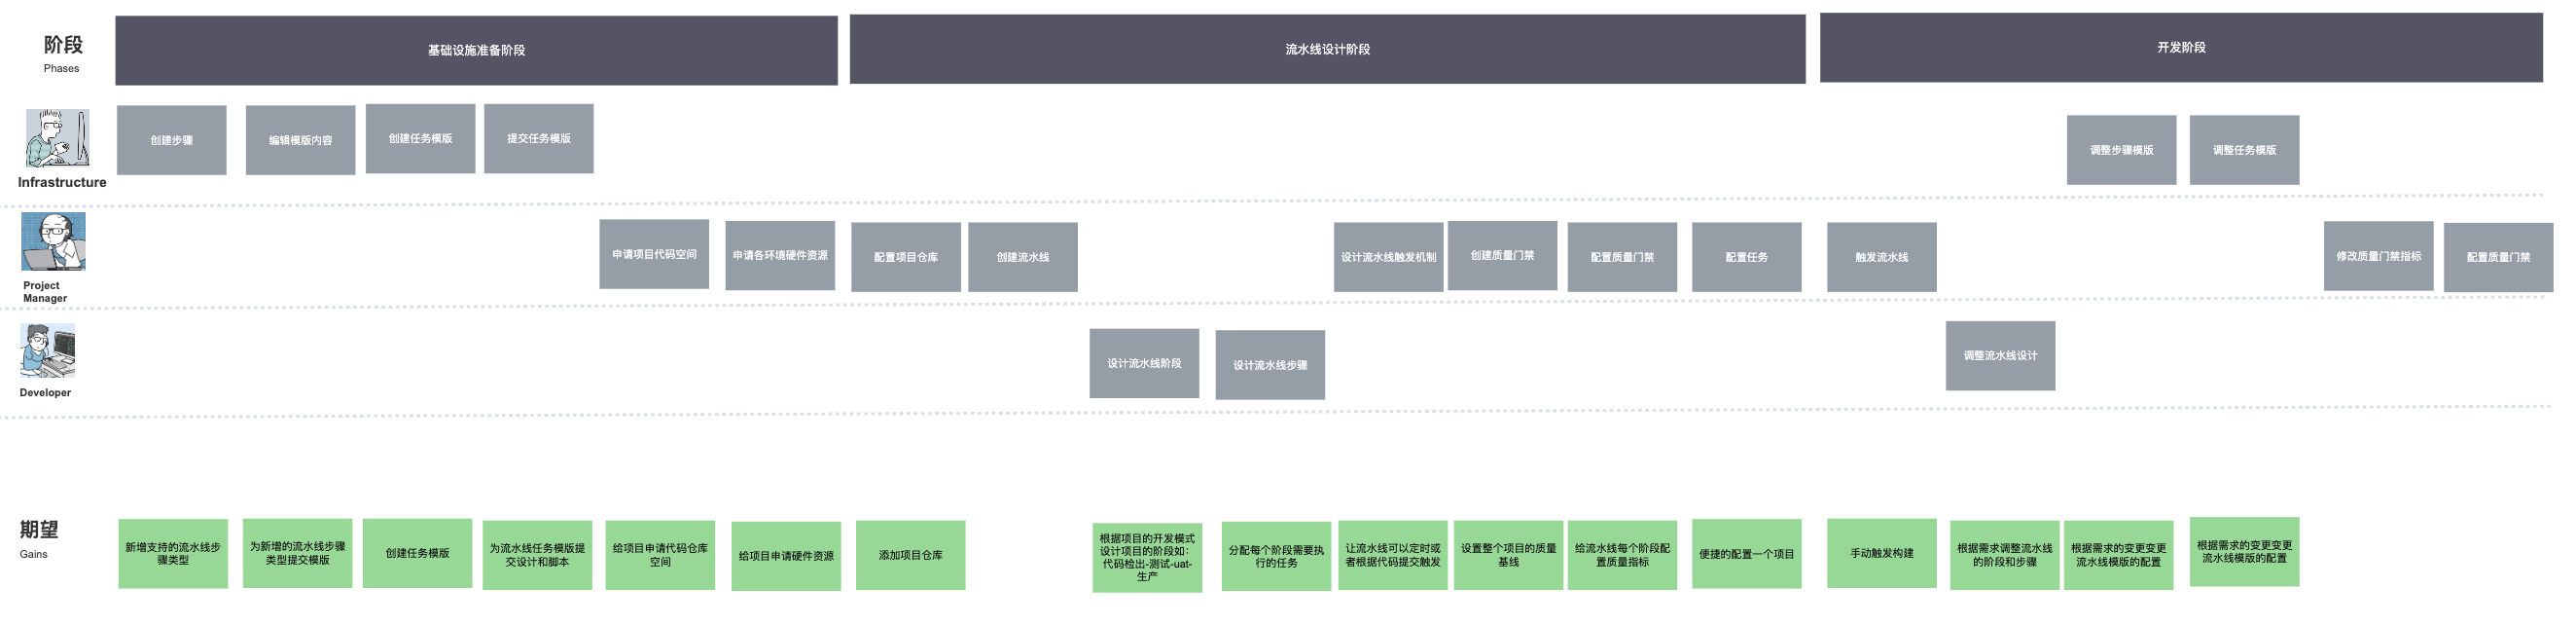 阶段
Phases
基础设施准备阶段
流水线设计阶段
开发阶段
创建步骤
编辑模版内容
创建任务模版
提交任务模版
调整步骤模版
调整任务模版
Infrastructure
申请项目代码空间
申请各环境硬件资源
配置项目仓库
创建流水线
设计流水线触发机制
创建质量门禁
配置质量门禁
配置任务
触发流水线
修改质量门禁指标
配置质量门禁
Project
Manager
设计流水线阶段
设计流水线步骤
调整流水线设计
Developer
期望
Gains
新增支持的流水线步
骤类型
为新增的流水线步骤
类型提交模版
创建任务模版
为流水线任务模版提
交设计和脚本
给项目申请代码仓库
空间
给项目申请硬件资源
添加项目仓库
根据项目的开发模式
设计项目的阶段如：
代码检出-测试-uat-
生产
分配每个阶段需要执
行的任务
让流水线可以定时或
者根据代码提交触发
设置整个项目的质量
基线
给流水线每个阶段配
置质量指标
便捷的配置一个项目
手动触发构建
根据需求调整流水线
的阶段和步骤
根据需求的变更变更
流水线模版的配置
根据需求的变更变更
流水线模版的配置